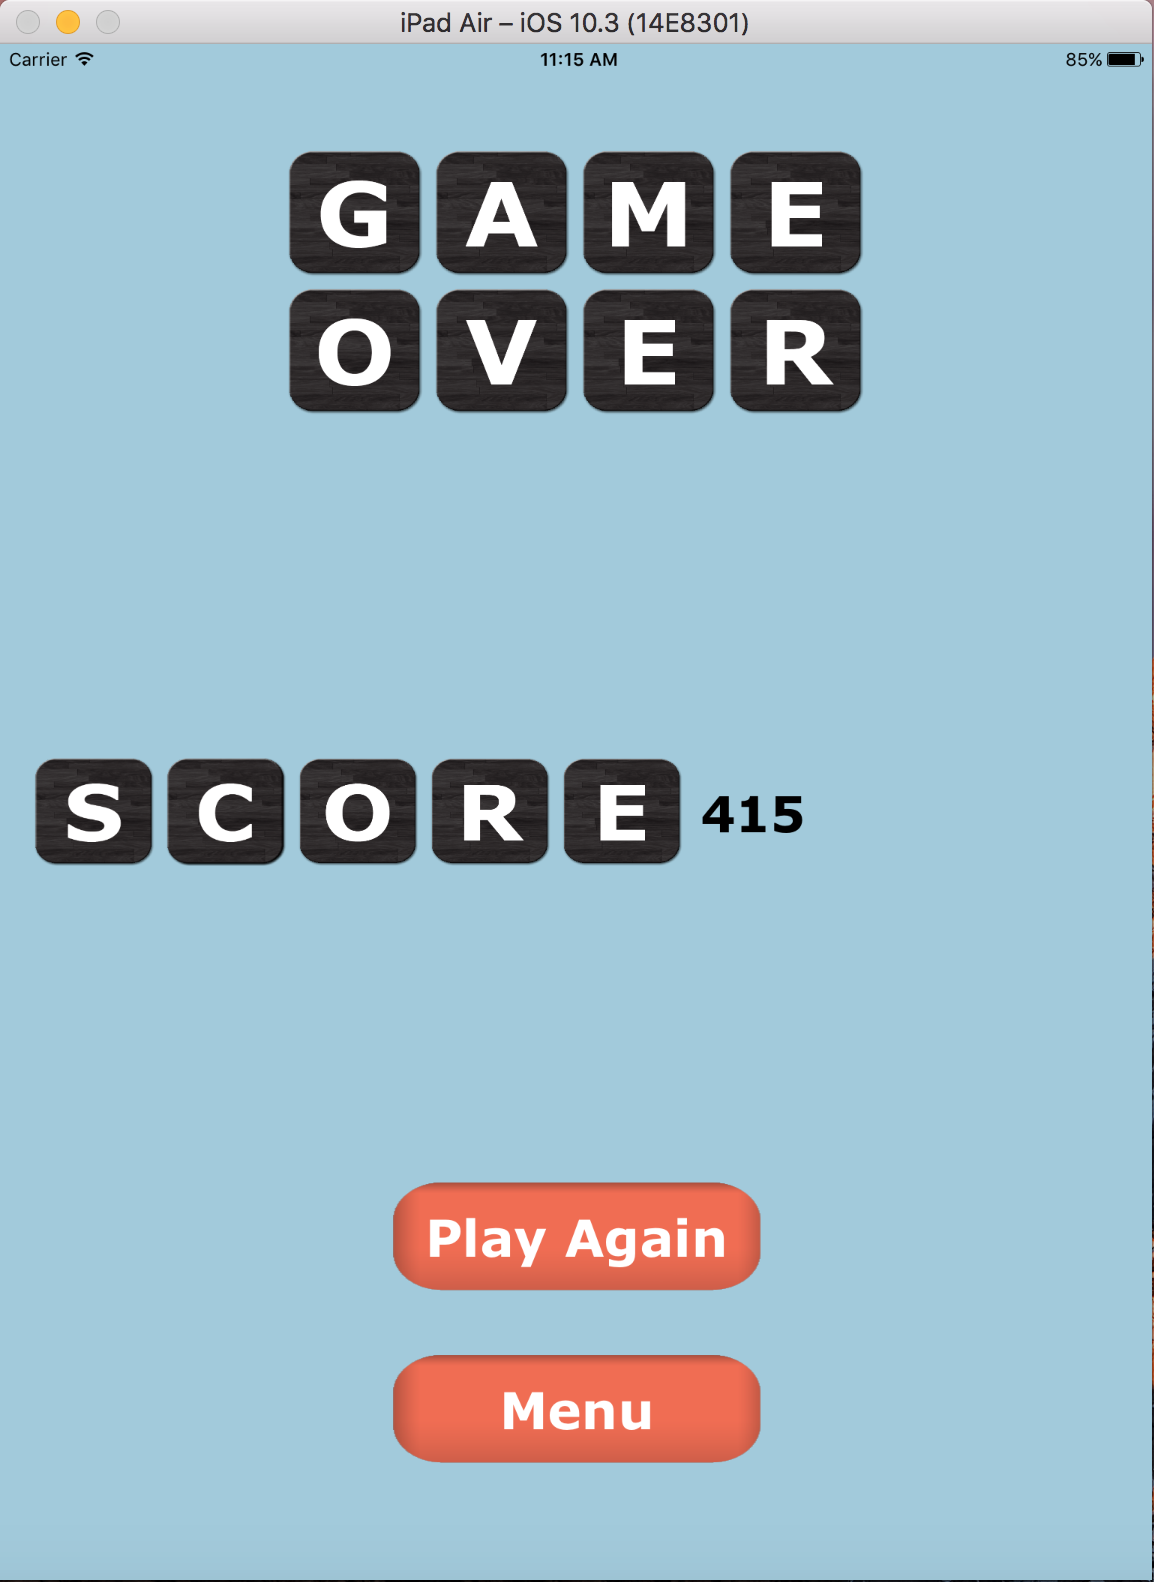 iPad Air – iOS 10.3 (14E8301)
Carrier 11:15 AM 85%
GAME
OVER
SCORE 415
Play Again
Menu